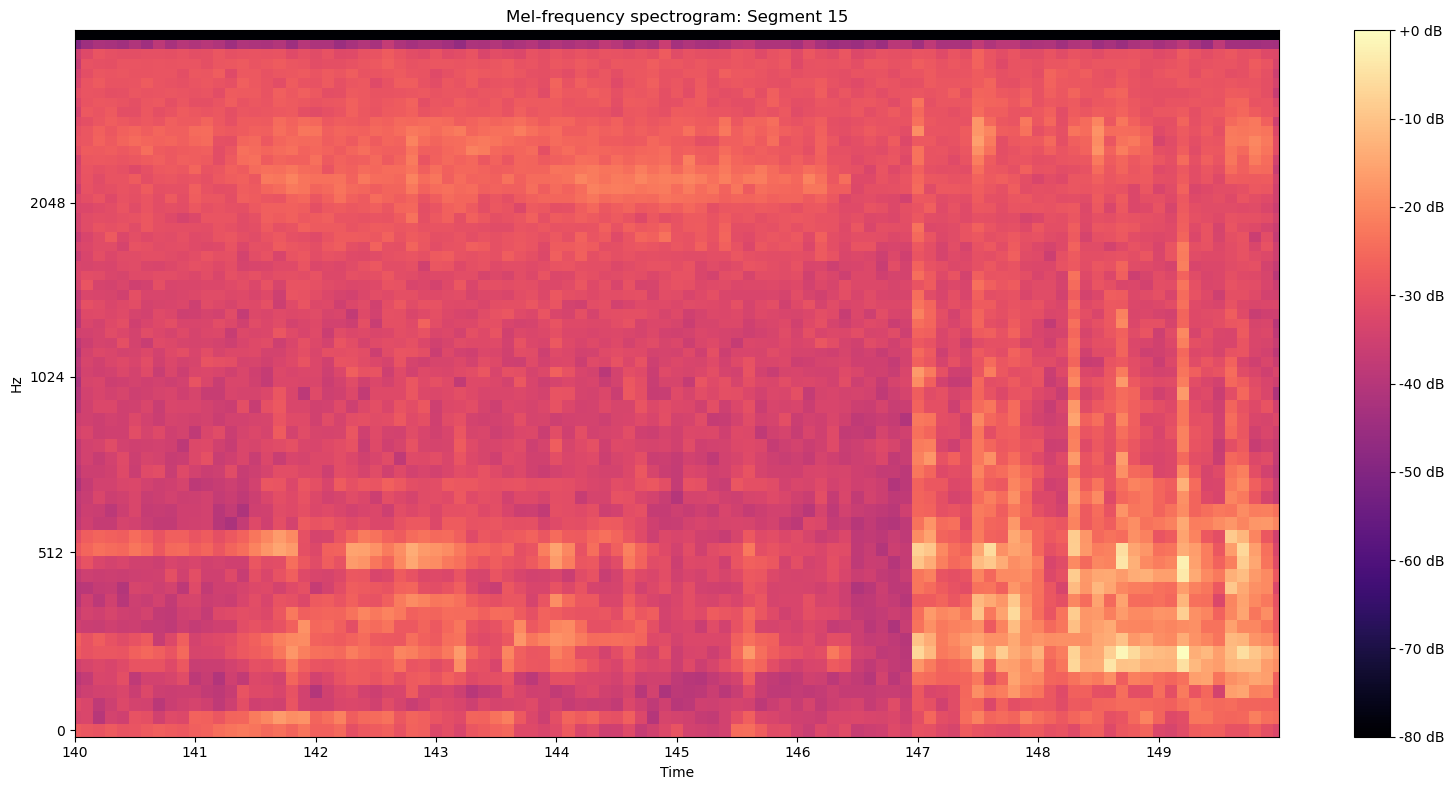 Mel-frequency spectrogram: Segment 15
Hz
2048
1024
512
0
140 141 142 143 144 145 146 147 148 149
Time
+0 dB
-10 dB
-20 dB
-30 dB
-40 dB
-50 dB
-60 dB
-70 dB
-80 dB